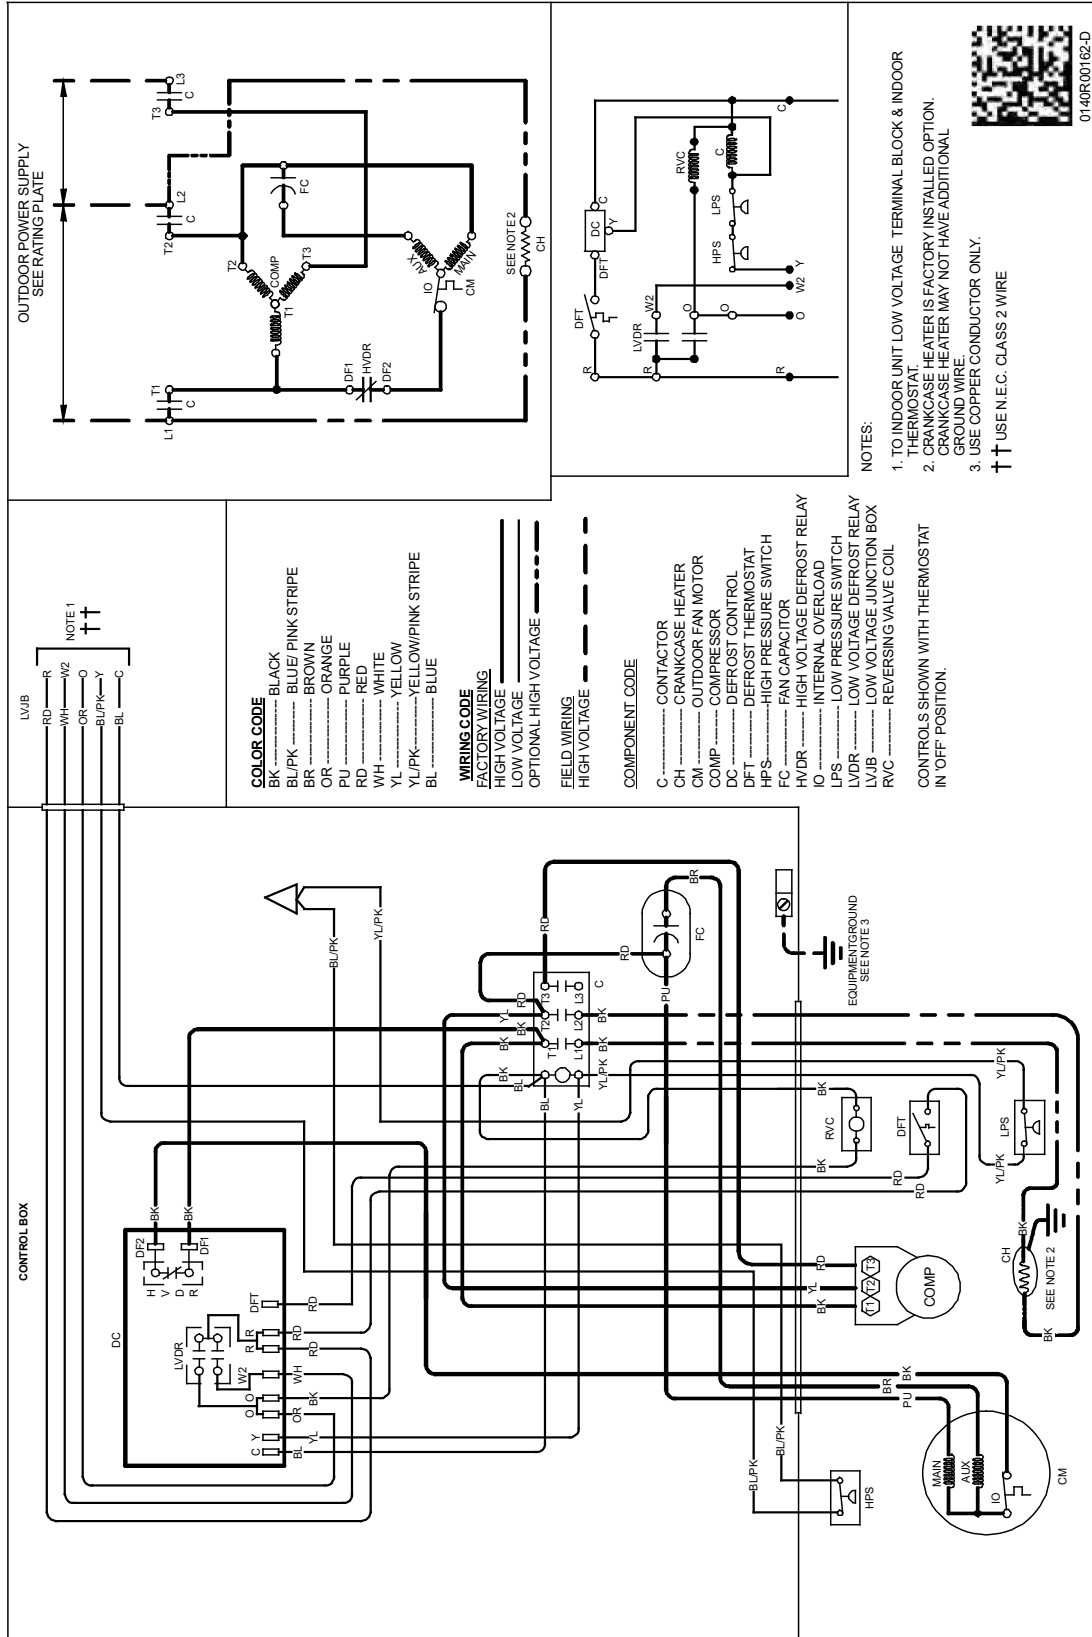 CONTROL BOX
LVJB
RD
R
WH
W2
OR
O
BL/PK
Y
BL
C
NOTE 1
††
DC
LVDR
H
V
D
R
DF2
DF1
BK
BK
C
Y
O
O
W2
R
R
DFT
BL
YL
OR
BK
WH
RD
RD
RD
BL/PK
YL/PK
BL
BK
BK
BK
YL
RD
RD
RD
T1
T2
T3
L1
L2
L3
C
BL
YL
YL/PK
BK
BK
PU
BR
FC
EQUIPMENTGROUND
SEE NOTE 3
BK
RVC
BK
DFT
RD
RD
YL/PK
LPS
YL/PK
BK
CH
SEE NOTE 2
BK
BK
YL
RD
T1
T2
T3
COMP
BK
BR
PU
BL/PK
BL/PK
HPS
MAIN
AUX
IO
CM
COLOR CODE
BK ---------- BLACK
BL/PK ---------- BLUE/ PINK STRIPE
BR ---------- BROWN
OR ---------- ORANGE
PU ---------- PURPLE
RD ---------- RED
WH ---------- WHITE
YL ---------- YELLOW
YL/PK ---------- YELLOW/PINK STRIPE
BL ---------- BLUE
WIRING CODE
FACTORY WIRING
HIGH VOLTAGE
LOW VOLTAGE
OPTIONAL HIGH VOLTAGE
FIELD WIRING
HIGH VOLTAGE
COMPONENT CODE
C ---------- CONTACTOR
CH ---------- CRANKCASE HEATER
CM ---------- OUTDOOR FAN MOTOR
COMP ---------- COMPRESSOR
DC ---------- DEFROST CONTROL
DFT ---------- DEFROST THERMOSTAT
HPS----------HIGH PRESSURE SWITCH
FC ---------- FAN CAPACITOR
HVDR ---------- HIGH VOLTAGE DEFROST RELAY
IO ---------- INTERNAL OVERLOAD
LPS ---------- LOW PRESSURE SWITCH
LVDR ---------- LOW VOLTAGE DEFROST RELAY
LVJB ---------- LOW VOLTAGE JUNCTION BOX
RVC ---------- REVERSING VALVE COIL
CONTROLS SHOWN WITH THERMOSTAT
IN "OFF" POSITION.
OUTDOOR POWER SUPPLY
SEE RATING PLATE
L1
T1
C
T2
L2
C
T3
L3
C
T2
COMP
T3
T1
FC
DF1
HVDR
DF2
AUX
IO
MAIN
CM
SEE NOTE 2
CH
R
DFT
DFT
DC
C
Y
LVDR
R
W2
O
RVC
C
HPS
LPS
R
O
O
W2
Y
C
NOTES:
1. TO INDOOR UNIT LOW VOLTAGE TERMINAL BLOCK & INDOOR
THERMOSTAT.
2. CRANKCASE HEATER IS FACTORY INSTALLED OPTION.
CRANKCASE HEATER MAY NOT HAVE ADDITIONAL
GROUND WIRE.
3. USE COPPER CONDUCTOR ONLY.
†† USE N.E.C. CLASS 2 WIRE
0140R00162-D